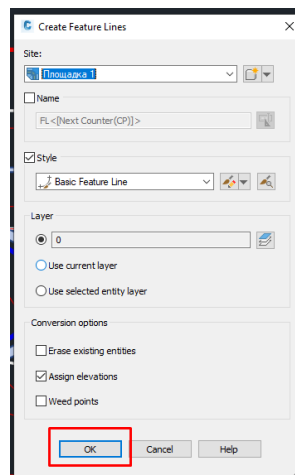 Create Feature Lines
Site:
Площадка 1
Name
FL<[Next Counter(CP)]>
Style
Basic Feature Line
Layer
0
Use current layer
Use selected entity layer
Conversion options
Erase existing entities
Assign elevations
Weed points
OK Cancel Help